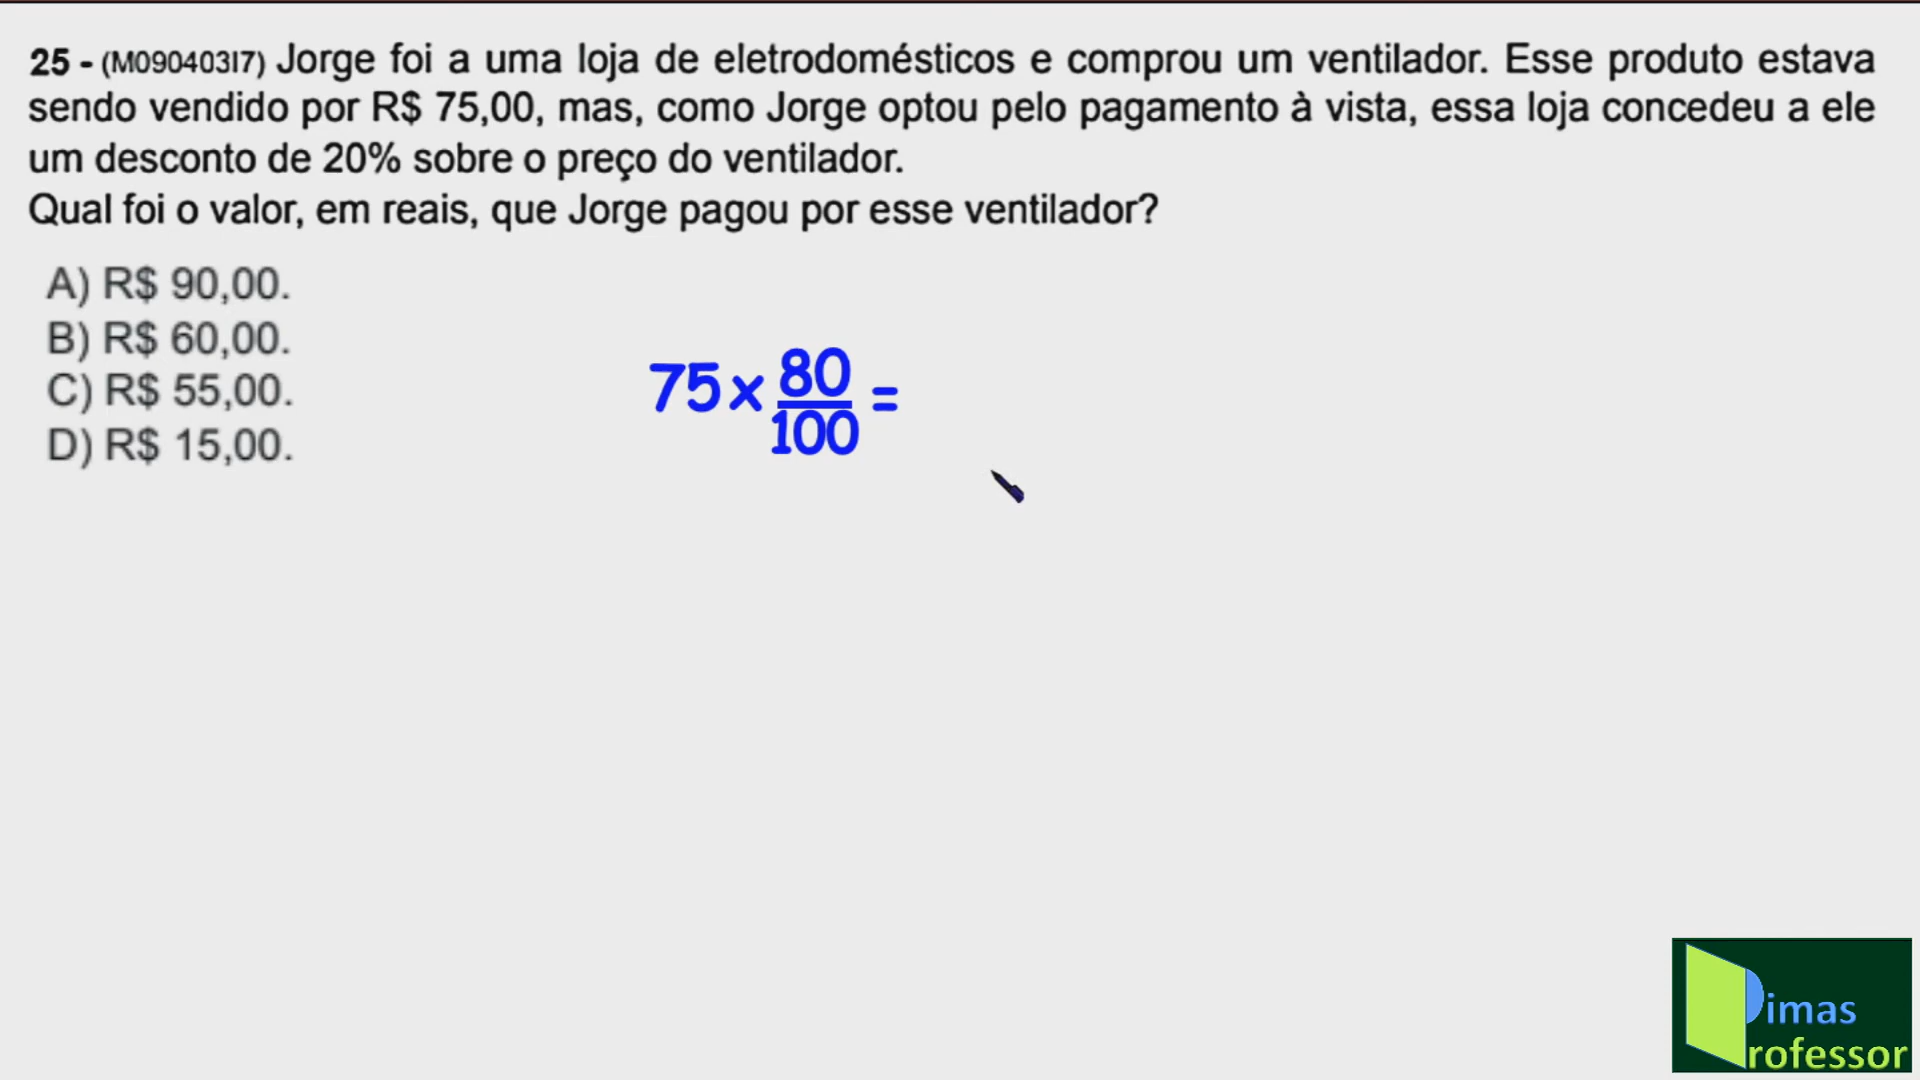 25 - (M090403I7) Jorge foi a uma loja de eletrodomésticos e comprou um ventilador. Esse produto estava
sendo vendido por R$ 75,00, mas, como Jorge optou pelo pagamento à vista, essa loja concedeu a ele
um desconto de 20% sobre o preço do ventilador.
Qual foi o valor, em reais, que Jorge pagou por esse ventilador?
A) R$ 90,00.
B) R$ 60,00.
C) R$ 55,00.
D) R$ 15,00.
75 x 80/100 =
Dimas
Professor